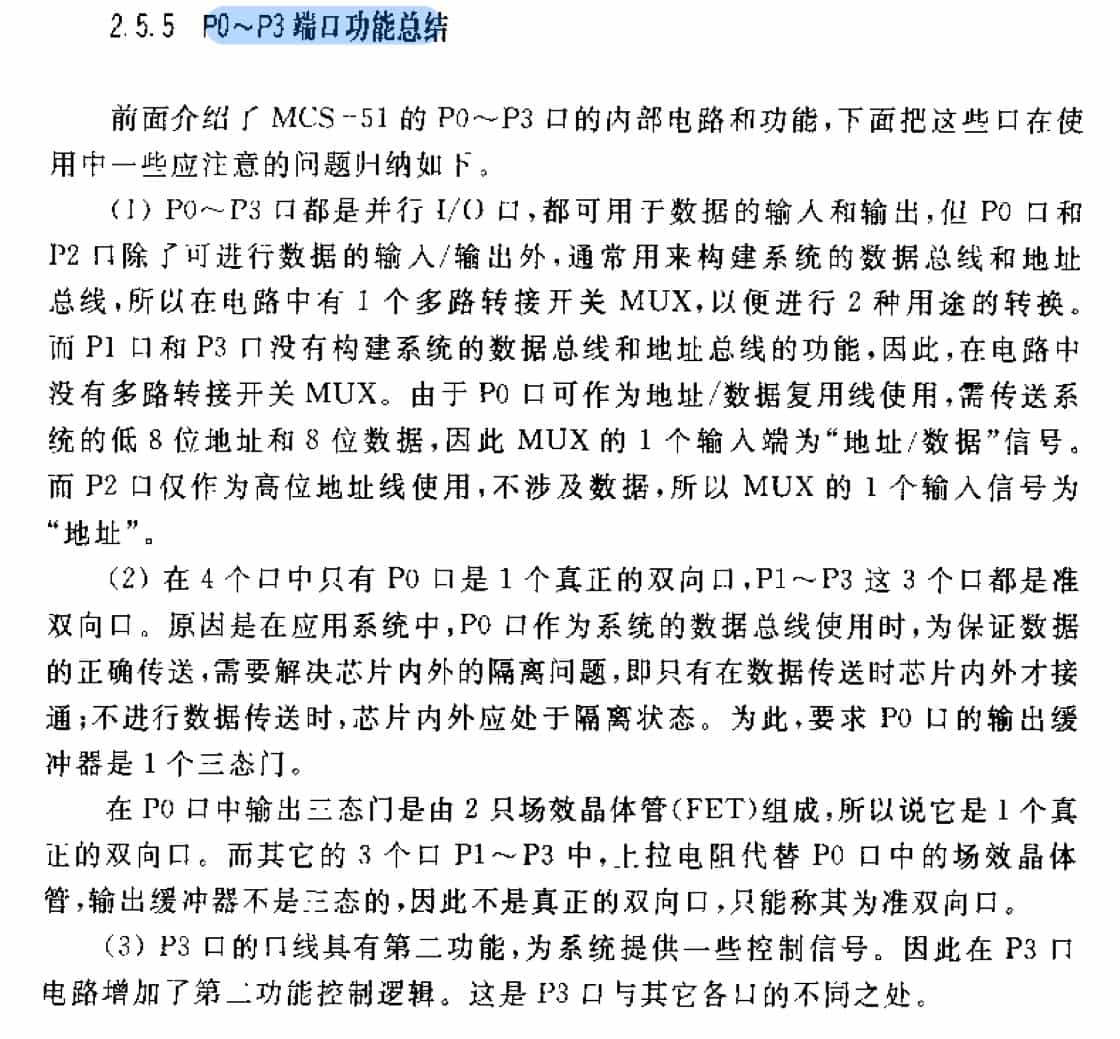 2.5.5 P0～P3 端口功能总结
前面介绍了 MCS-51 的 P0～P3 口的内部电路和功能,下面把这些口在使
用中一些应注意的问题归纳如下。
(1) P0～P3 口都是并行 I/O 口,都可用于数据的输入和输出,但 P0 口和
P2 口除了可进行数据的输入/输出外,通常用来构建系统的数据总线和地址
总线,所以在电路中有 1 个多路转接开关 MUX,以便进行 2 种用途的转换。
而 P1 口和 P3 口没有构建系统的数据总线和地址总线的功能,因此,在电路中
没有多路转接开关 MUX。由于 P0 口可作为地址/数据复用线使用,需传送系
统的低 8 位地址和 8 位数据,因此 MUX 的 1 个输入端为“地址/数据”信号。
而 P2 口仅作为高位地址线使用,不涉及数据,所以 MUX 的 1 个输入信号为
“地址”。
(2) 在 4 个口中只有 P0 口是 1 个真正的双向口,P1～P3 这 3 个口都是准
双向口。原因是在应用系统中,P0 口作为系统的数据总线使用时,为保证数据
的正确传送,需要解决芯片内外的隔离问题,即只有在数据传送时芯片内外才接
通;不进行数据传送时,芯片内外应处于隔离状态。为此,要求 P0 口的输出缓
冲器是 1 个三态门。
在 P0 口中输出三态门是由 2 只场效晶体管(FET)组成,所以说它是 1 个真
正的双向口。而其它的 3 个口 P1～P3 中,上拉电阻代替 P0 口中的场效晶体
管,输出缓冲器不是三态的,因此不是真正的双向口,只能称其为准双向口。
(3) P3 口的口线具有第二功能,为系统提供一些控制信号。因此在 P3 口
电路增加了第二功能控制逻辑。这是 P3 口与其它各口的不同之处。